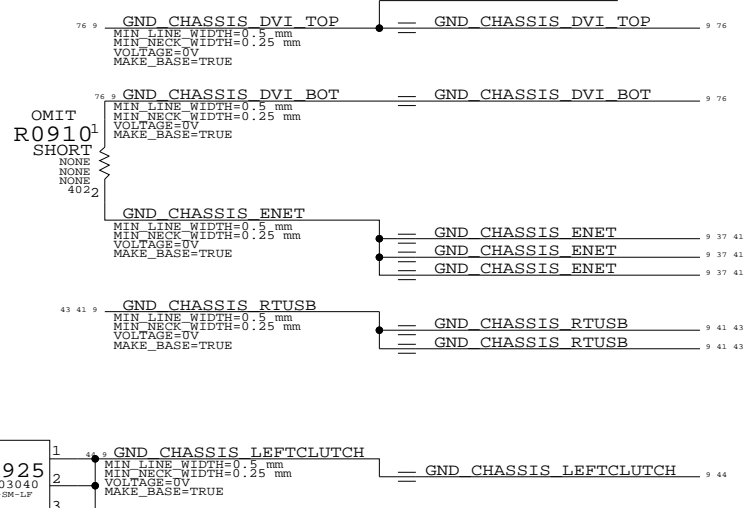 76 9 GND_CHASSIS_DVI_TOP
MIN_LINE_WIDTH=0.5 mm
MIN_NECK_WIDTH=0.25 mm
VOLTAGE=0V
MAKE_BASE=TRUE
GND_CHASSIS_DVI_TOP 9 76
76 9 GND_CHASSIS_DVI_BOT
MIN_LINE_WIDTH=0.5 mm
MIN_NECK_WIDTH=0.25 mm
VOLTAGE=0V
MAKE_BASE=TRUE
GND_CHASSIS_DVI_BOT 9 76
OMIT
R0910 1
SHORT
NONE
NONE
NONE
402 2
GND_CHASSIS_ENET
MIN_LINE_WIDTH=0.5 mm
MIN_NECK_WIDTH=0.25 mm
VOLTAGE=0V
MAKE_BASE=TRUE
GND_CHASSIS_ENET 9 37 41
GND_CHASSIS_ENET 9 37 41
GND_CHASSIS_ENET 9 37 41
43 41 9 GND_CHASSIS_RTUSB
MIN_LINE_WIDTH=0.5 mm
MIN_NECK_WIDTH=0.25 mm
VOLTAGE=0V
MAKE_BASE=TRUE
GND_CHASSIS_RTUSB 9 41 43
GND_CHASSIS_RTUSB 9 41 43
925
03040
-SM-LF
1
2
3
44 9 GND_CHASSIS_LEFTCLUTCH
MIN_LINE_WIDTH=0.5 mm
MIN_NECK_WIDTH=0.25 mm
VOLTAGE=0V
MAKE_BASE=TRUE
GND_CHASSIS_LEFTCLUTCH 9 44